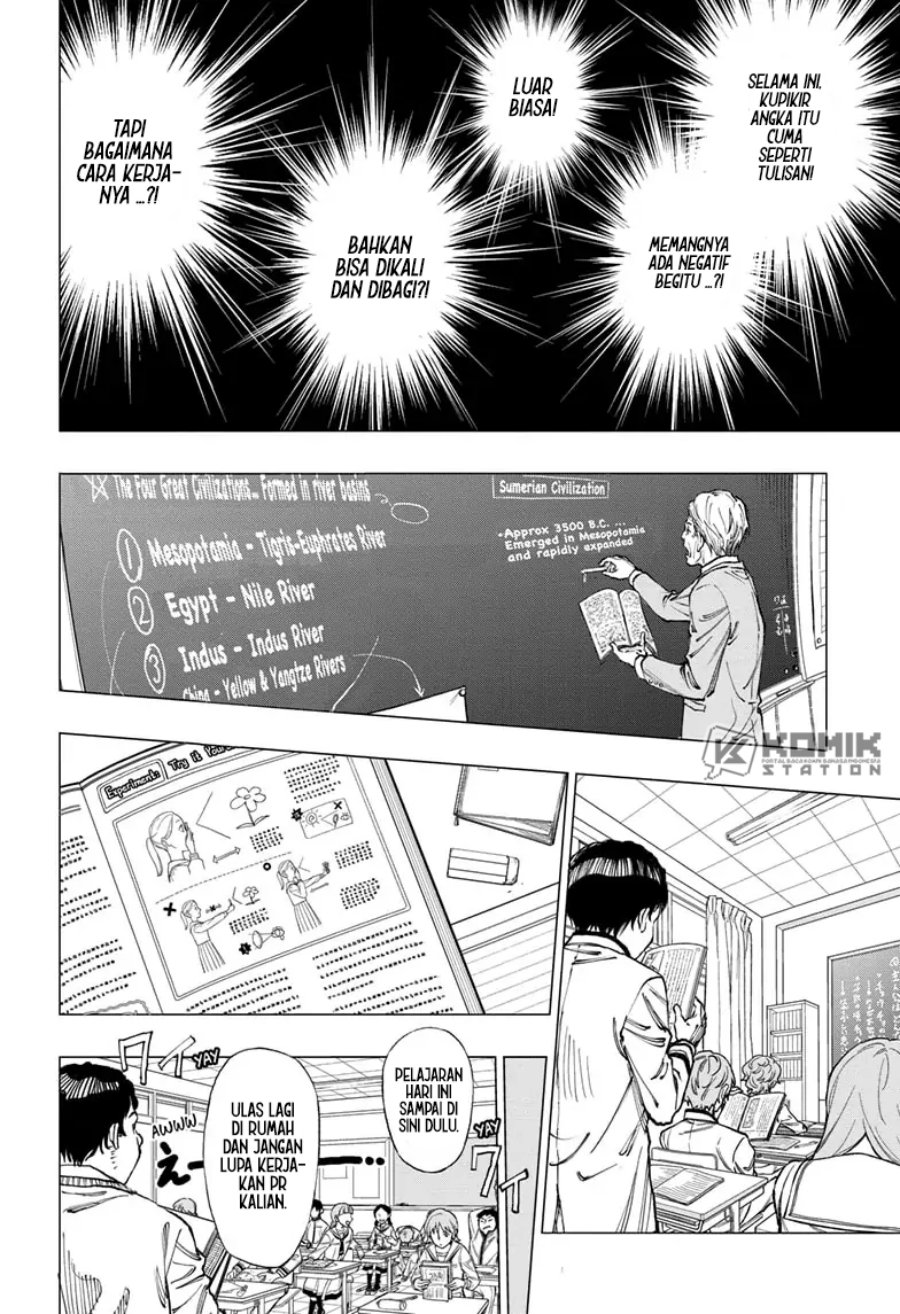 SELAMA INI,
KUPIKIR
ANGKA ITU
CUMA
SEPERTI
TULISAN!
LUAR
BIASA!
MEMANGNYA
ADA NEGATIF
BEGITU ...?!
BAHKAN
BISA DIKALI
DAN DIBAGI?!
TAPI
BAGAIMANA
CARA KERJA-
NYA ...?!
The Four Great Civilizations... Formed in river basins
1 Mesopotamia - Tigris-Euphrates River
2 Egypt - Nile River
3 Indus - Indus River
China - Yellow & Yangtze Rivers
Sumerian Civilization
-Approx 3500 B.C. ...
Emerged in Mesopotamia
and rapidly expanded
KOMIK
STATION
Experiment: Try it
PELAJARAN
HARI INI
SAMPAI DI
SINI DULU.
YAY
ワイ
ULAS LAGI
DI RUMAH
DAN JANGAN
LUPA KERJA-
KAN PR
KALIAN.
ワイ
YAY
AWWW
えー